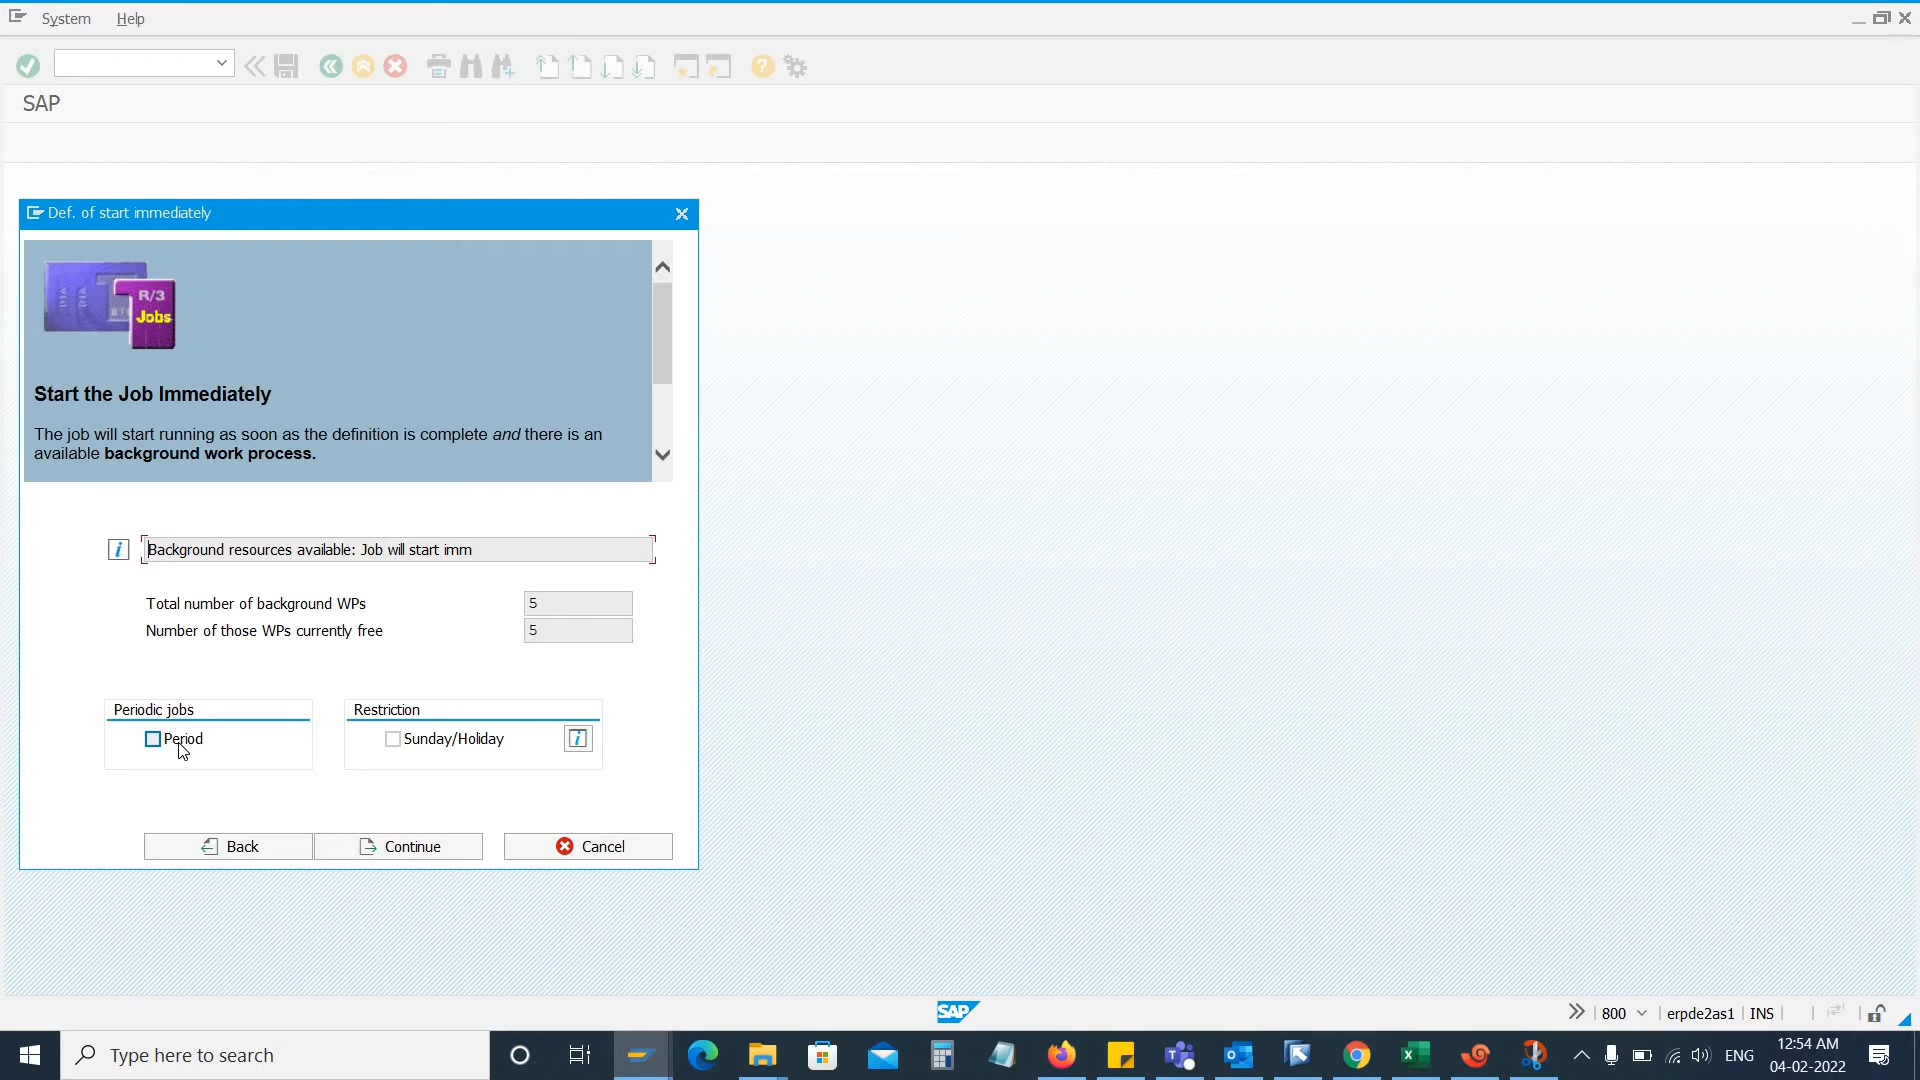 System Help
SAP
Def. of start immediately
R/3
Jobs
Start the Job Immediately
The job will start running as soon as the definition is complete and there is an
available background work process.
Background resources available: Job will start imm
Total number of background WPs 5
Number of those WPs currently free 5
Periodic jobs Restriction
Period Sunday/Holiday
Back Continue Cancel
SAP 800 erpde2as1 INS
Type here to search ENG 12:54 AM
04-02-2022